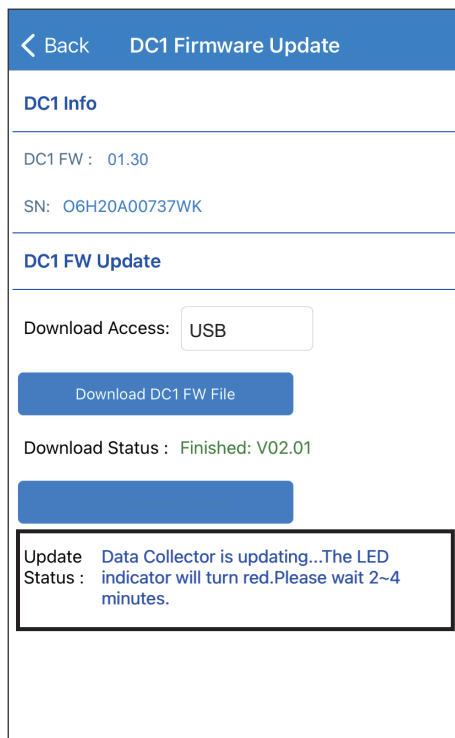 Back DC1 Firmware Update
DC1 Info
DC1 FW : 01.30
SN: O6H20A00737WK
DC1 FW Update
Download Access: USB
Download DC1 FW File
Download Status : Finished: V02.01
Update Data Collector is updating...The LED
Status : indicator will turn red.Please wait 2~4
minutes.